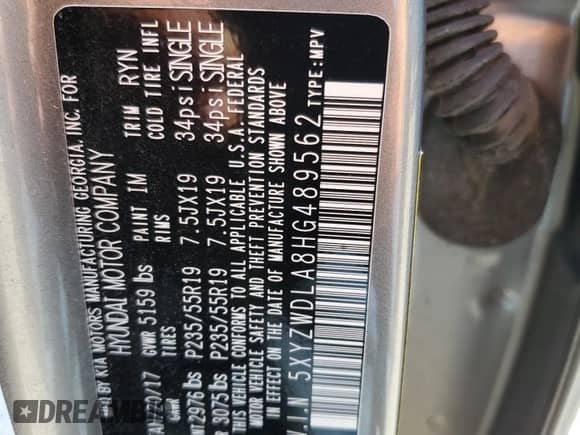 BY KIA MOTORS MANUFACTURING GEORGIA, INC. FOR
HYUNDAI MOTOR COMPANY
/17 GVWR 5159 lbs PAINT IM TRIM RYN
TIRES RIMS COLD TIRE INFL
2976 lbs P235/55R19 7.5JX19 34psi SINGLE
3075 lbs P235/55R19 7.5JX19 34psi SINGLE
THIS VEHICLE CONFORMS TO ALL APPLICABLE U.S.A. FEDERAL
MOTOR VEHICLE SAFETY AND THEFT PREVENTION STANDARDS
IN EFFECT ON THE DATE OF MANUFACTURE SHOWN ABOVE
V.I.N 5XYZWDLA8HG489562 TYPE:MPV
DREAMB